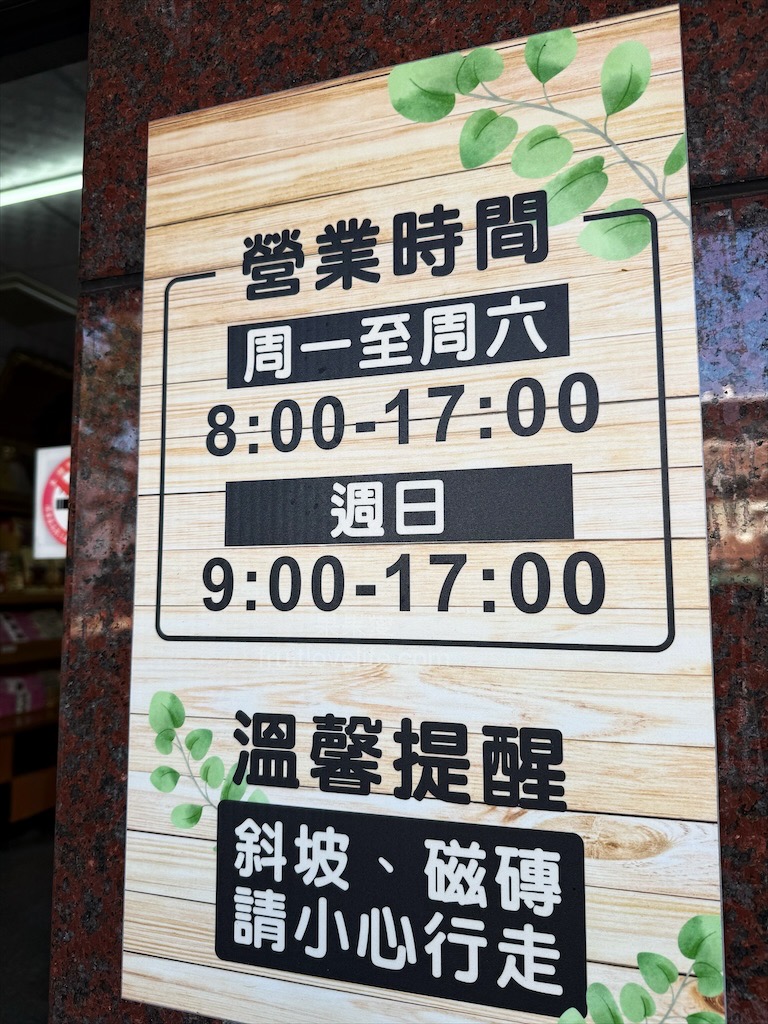 營業時間
周一至周六
8:00-17:00
週日
9:00-17:00
溫馨提醒
斜坡、磁磚
請小心行走